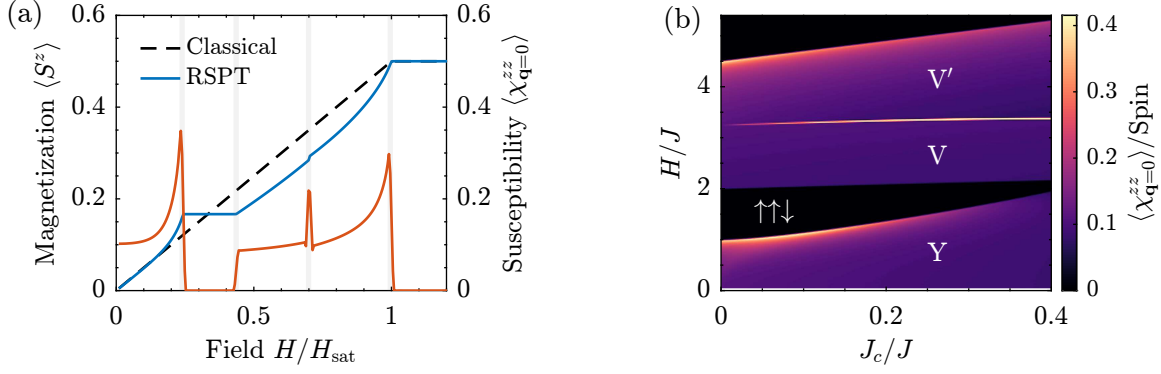 (a)
0.6
0.4
0.2
0
Magnetization ⟨S^z⟩
Classical
RSPT
0.6
0.4
0.2
0
Susceptibility ⟨χ^{zz}_{q=0}⟩
0
0.5
1
Field H/H_sat
(b)
4
2
0
H/J
V′
V
↑↑↓
Y
0
0.2
0.4
J_c/J
0.4
0.3
0.2
0.1
0
⟨χ^{zz}_{q=0}⟩/Spin